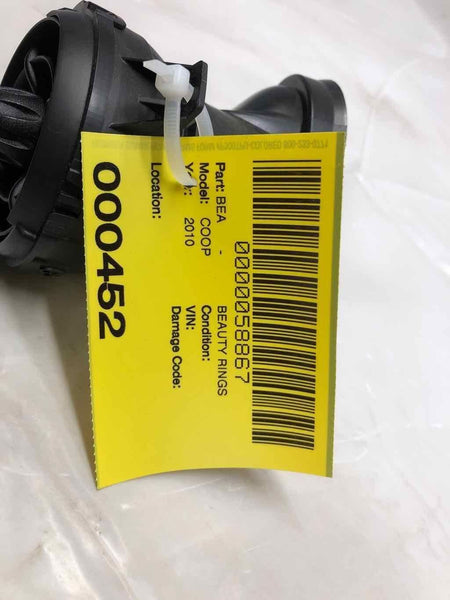 0000058867
Part: BEA - BEAUTY RINGS
Model: COOP Condition:
2010 VIN:
Location: Damage Code:
000452